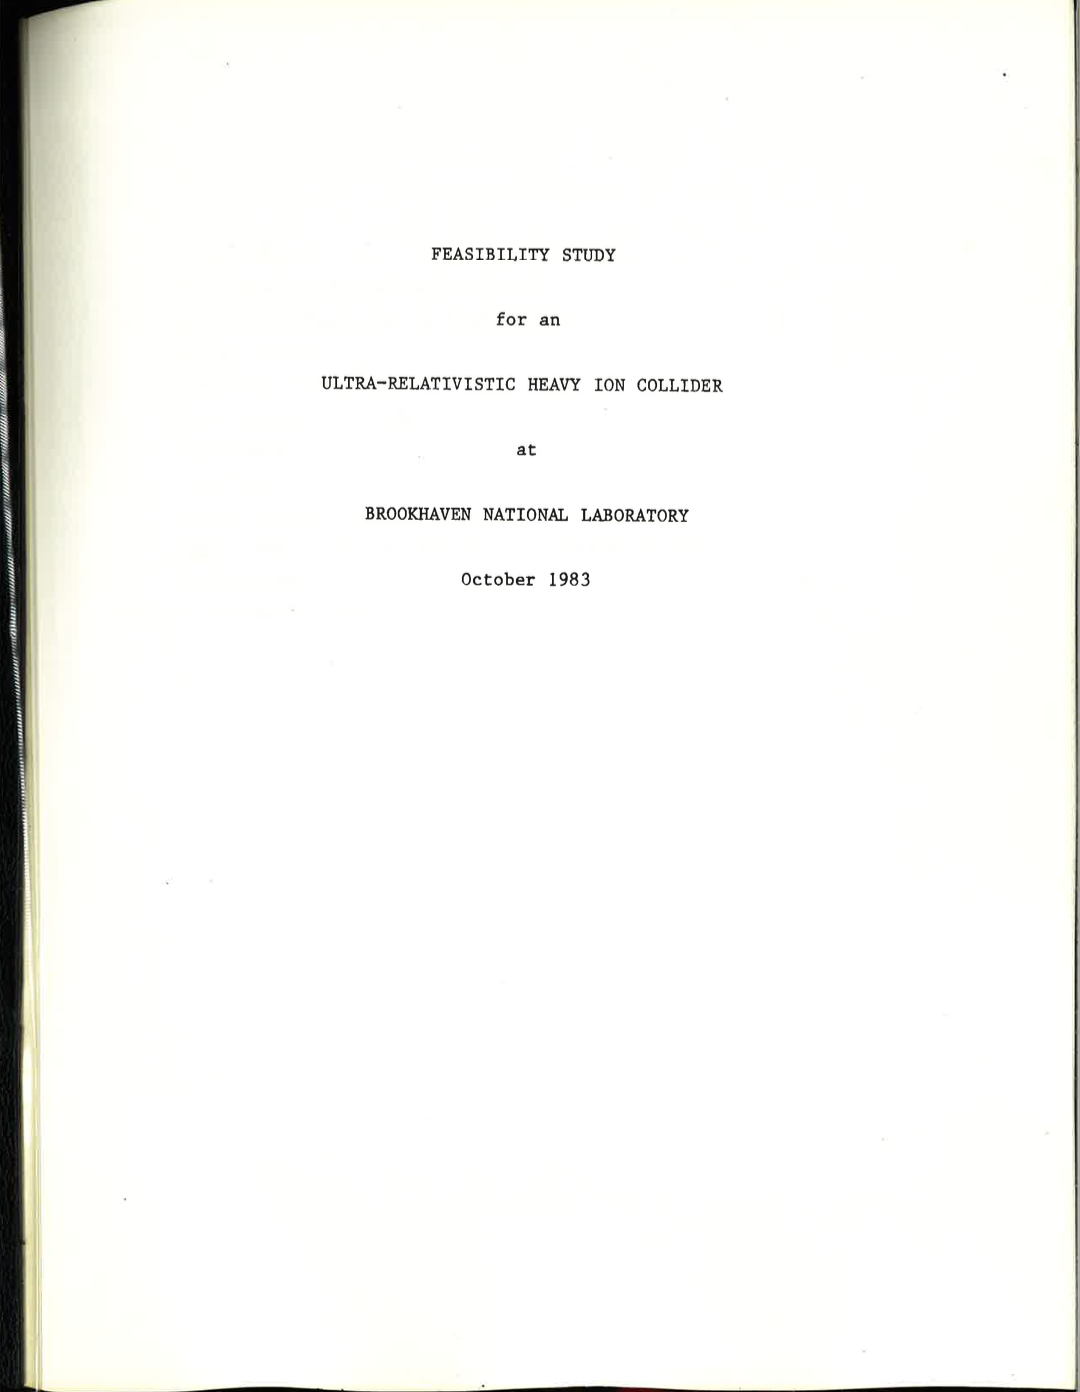 FEASIBILITY STUDY
for an
ULTRA-RELATIVISTIC HEAVY ION COLLIDER
at
BROOKHAVEN NATIONAL LABORATORY
October 1983